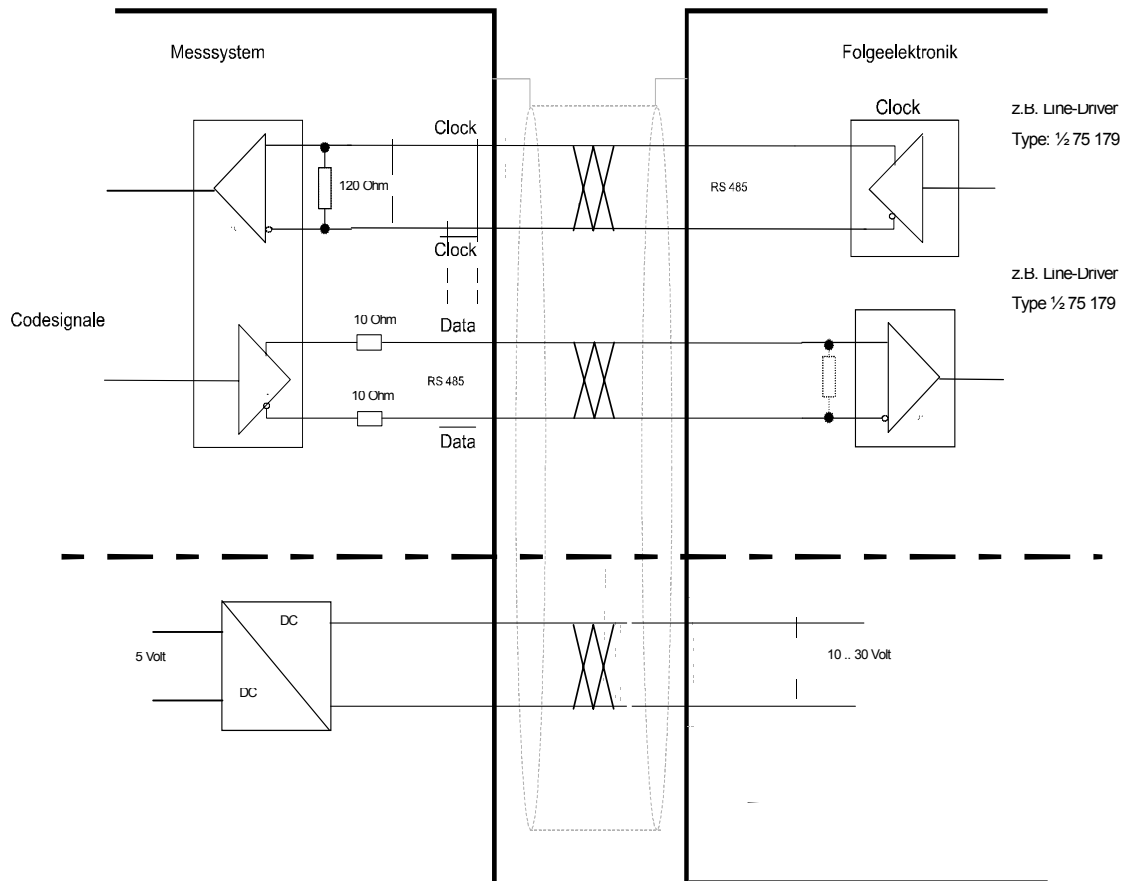 Messsystem
Folgeelektronik
Clock
Clock
z.B. Line-Driver
Type: ½ 75 179
120 Ohm
RS 485
Clock
z.B. Line-Driver
Type ½ 75 179
Codesignale
10 Ohm
Data
RS 485
10 Ohm
Data
DC
5 Volt
DC
10 .. 30 Volt